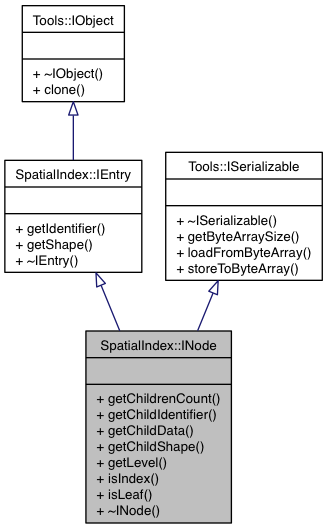 Tools::IObject
+ ~IObject()
+ clone()
SpatialIndex::IEntry
+ getIdentifier()
+ getShape()
+ ~IEntry()
Tools::ISerializable
+ ~ISerializable()
+ getByteArraySize()
+ loadFromByteArray()
+ storeToByteArray()
SpatialIndex::INode
+ getChildrenCount()
+ getChildIdentifier()
+ getChildData()
+ getChildShape()
+ getLevel()
+ isIndex()
+ isLeaf()
+ ~INode()